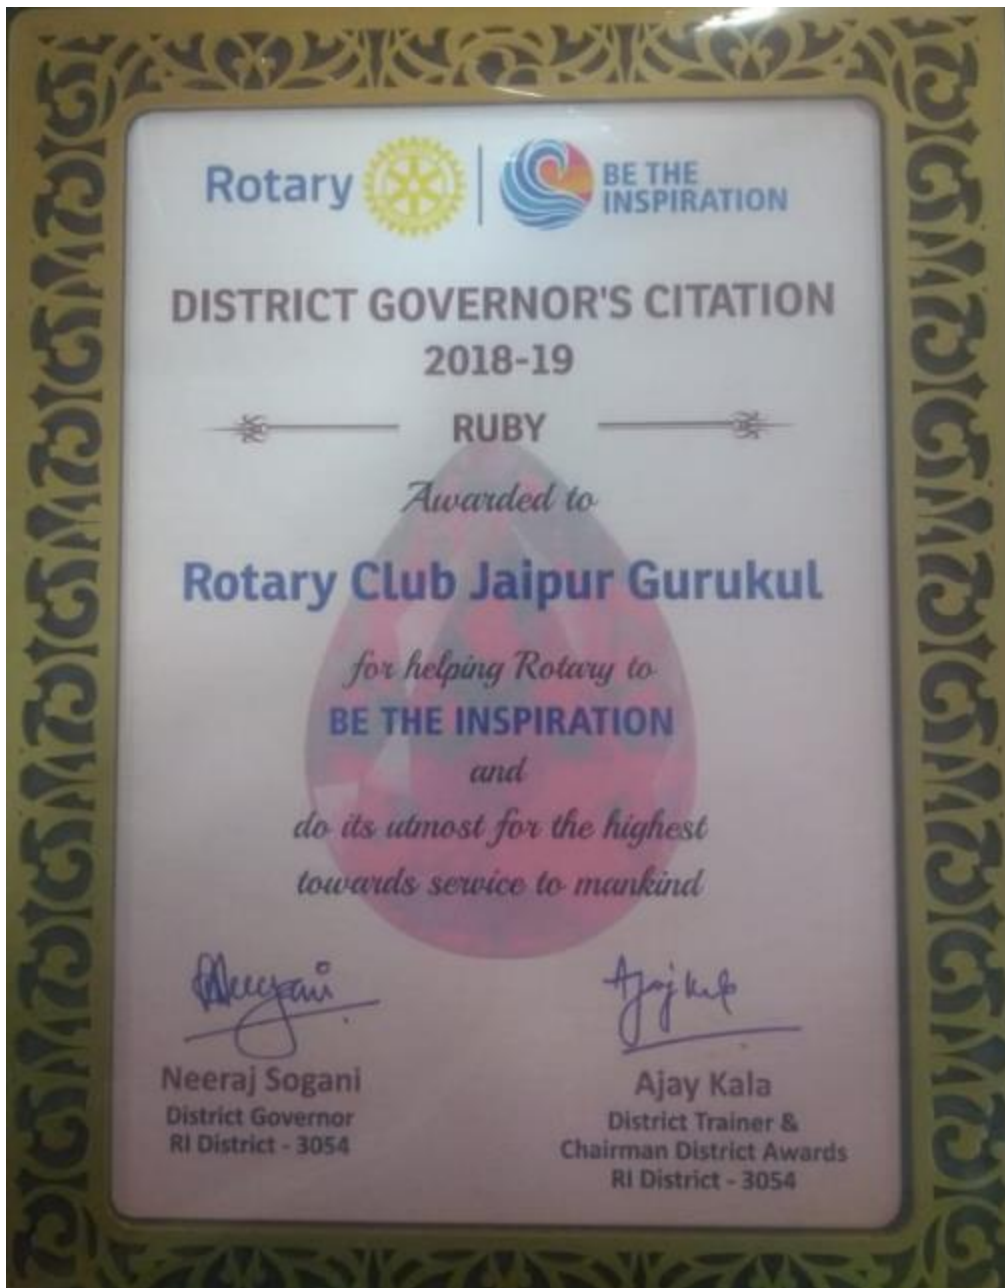 Rotary
BE THE
INSPIRATION
DISTRICT GOVERNOR'S CITATION
2018-19
RUBY
Awarded to
Rotary Club Jaipur Gurukul
for helping Rotary to
BE THE INSPIRATION
and
do its utmost for the highest
towards service to mankind
Neeraj Sogani
District Governor
RI District - 3054
Ajay Kala
Ajay Kala
District Trainer &
Chairman District Awards
RI District - 3054